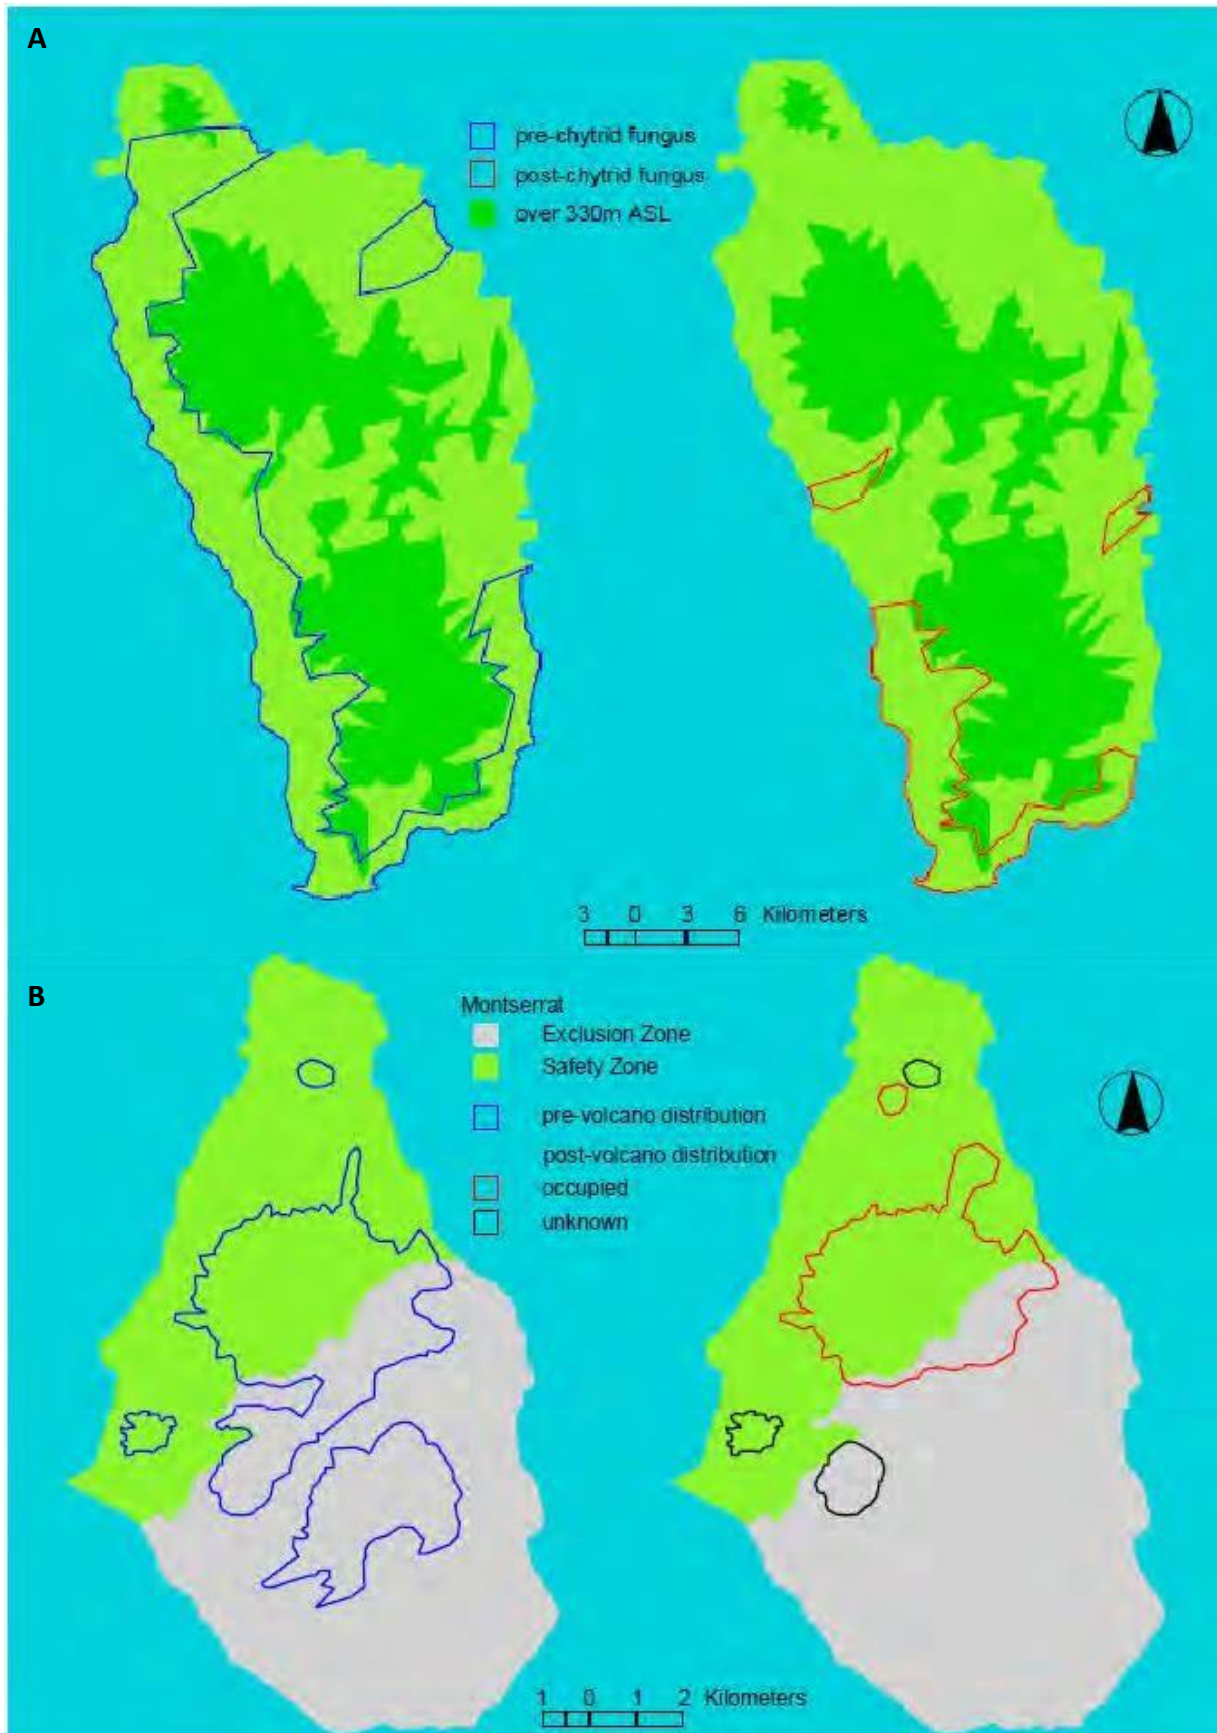 A
pre-chytrid fungus
post-chytrid fungus
over 330m ASL
3 0 3 6 Kilometers
B
Montserrat
Exclusion Zone
Safety Zone
pre-volcano distribution
post-volcano distribution
occupied
unknown
1 0 1 2 Kilometers